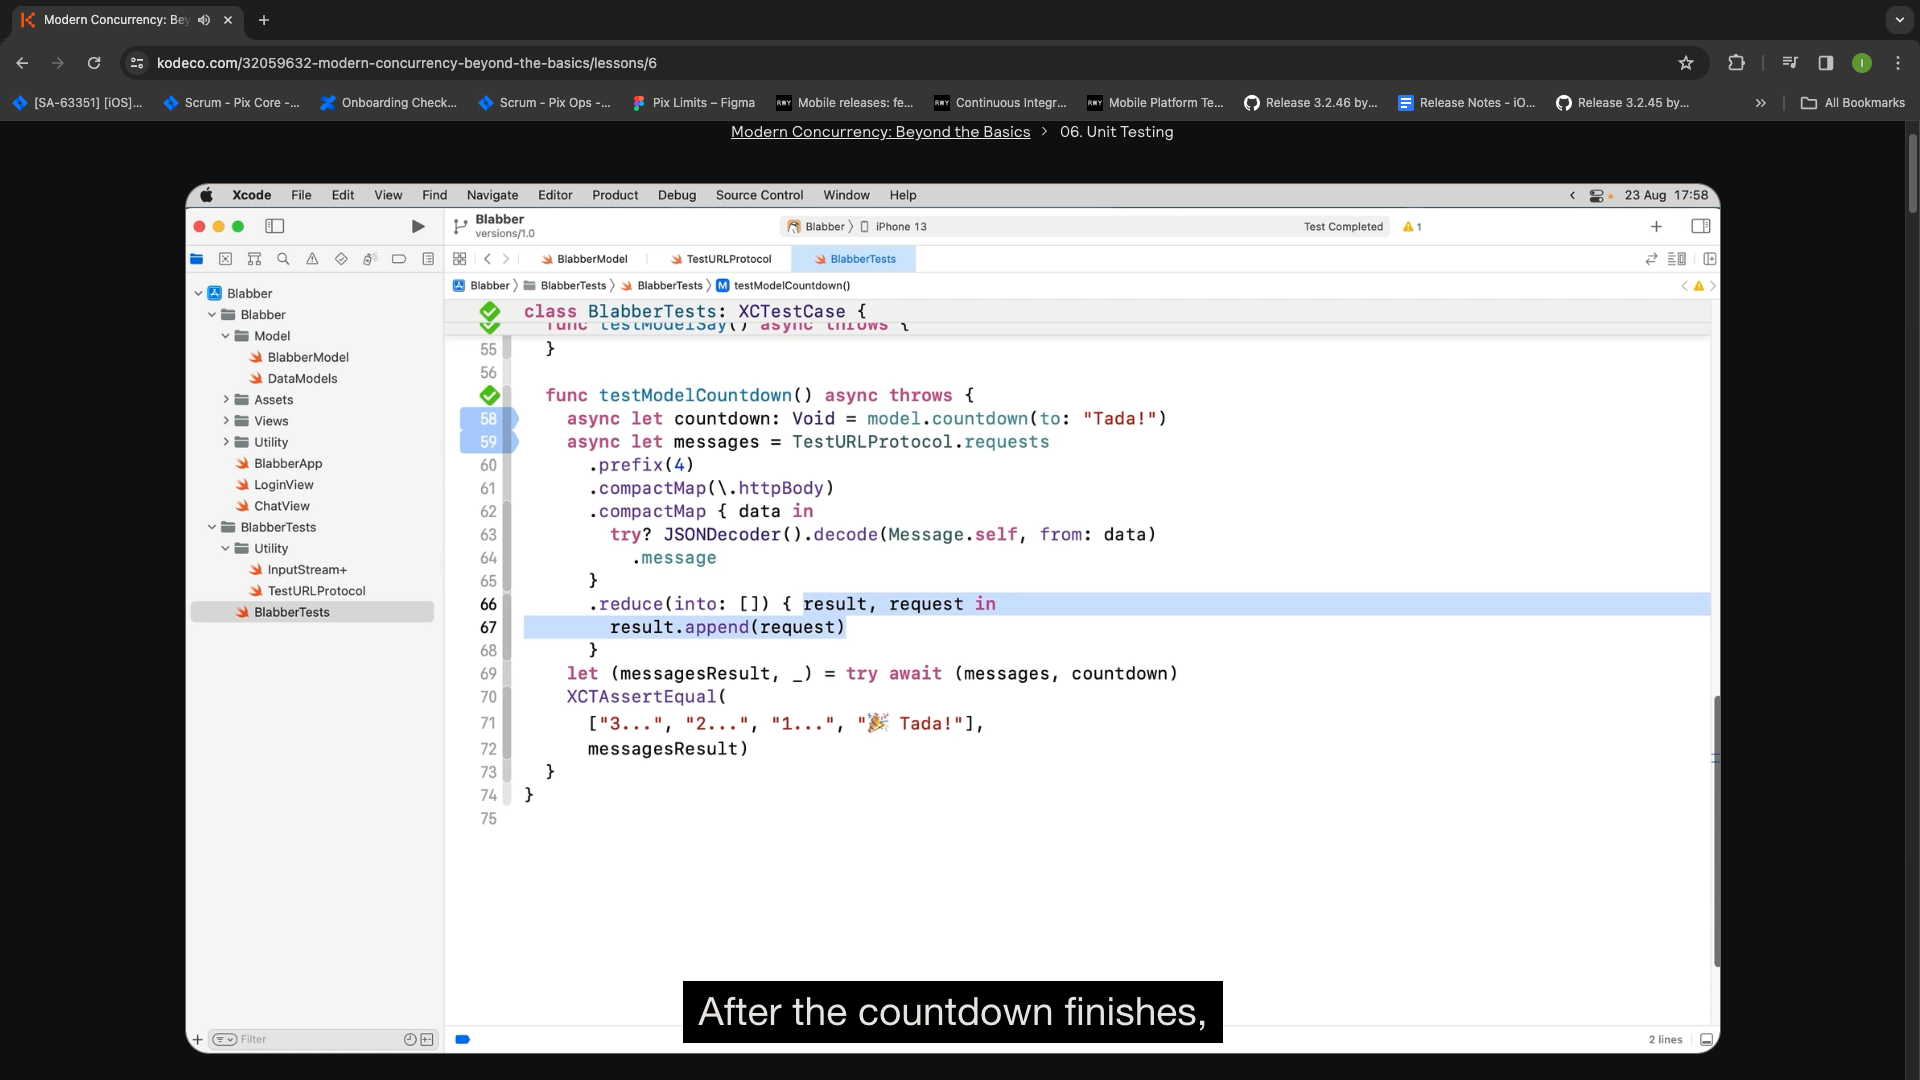 Modern Concurrency: Bey
kodeco.com/32059632-modern-concurrency-beyond-the-basics/lessons/6
I
[SA-63351] [iOS]...
Scrum - Pix Core -...
Onboarding Check...
Scrum - Pix Ops -...
Pix Limits – Figma
RWY Mobile releases: fe...
RWY Continuous Integr...
RWY Mobile Platform Te...
Release 3.2.46 by...
Release Notes - iO...
Release 3.2.45 by...
All Bookmarks
Modern Concurrency: Beyond the Basics > 06. Unit Testing
Xcode File Edit View Find Navigate Editor Product Debug Source Control Window Help 23 Aug 17:58
Blabber
versions/1.0
Blabber iPhone 13 Test Completed 1
BlabberModel TestURLProtocol BlabberTests
Blabber BlabberTests BlabberTests M testModelCountdown()
Blabber
Blabber
Model
BlabberModel
DataModels
Assets
Views
Utility
BlabberApp
LoginView
ChatView
BlabberTests
Utility
InputStream+
TestURLProtocol
BlabberTests
Filter
class BlabberTests: XCTestCase {
func testModelSay() async throws {
55 }
56
func testModelCountdown() async throws {
58 async let countdown: Void = model.countdown(to: "Tada!")
59 async let messages = TestURLProtocol.requests
60 .prefix(4)
61 .compactMap(\.httpBody)
62 .compactMap { data in
63 try? JSONDecoder().decode(Message.self, from: data)
64 .message
65 }
66 .reduce(into: []) { result, request in
67 result.append(request)
68 }
69 let (messagesResult, _) = try await (messages, countdown)
70 XCTAssertEqual(
71 ["3...", "2...", "1...", "🎉 Tada!"],
72 messagesResult)
73 }
74 }
75
After the countdown finishes,
2 lines